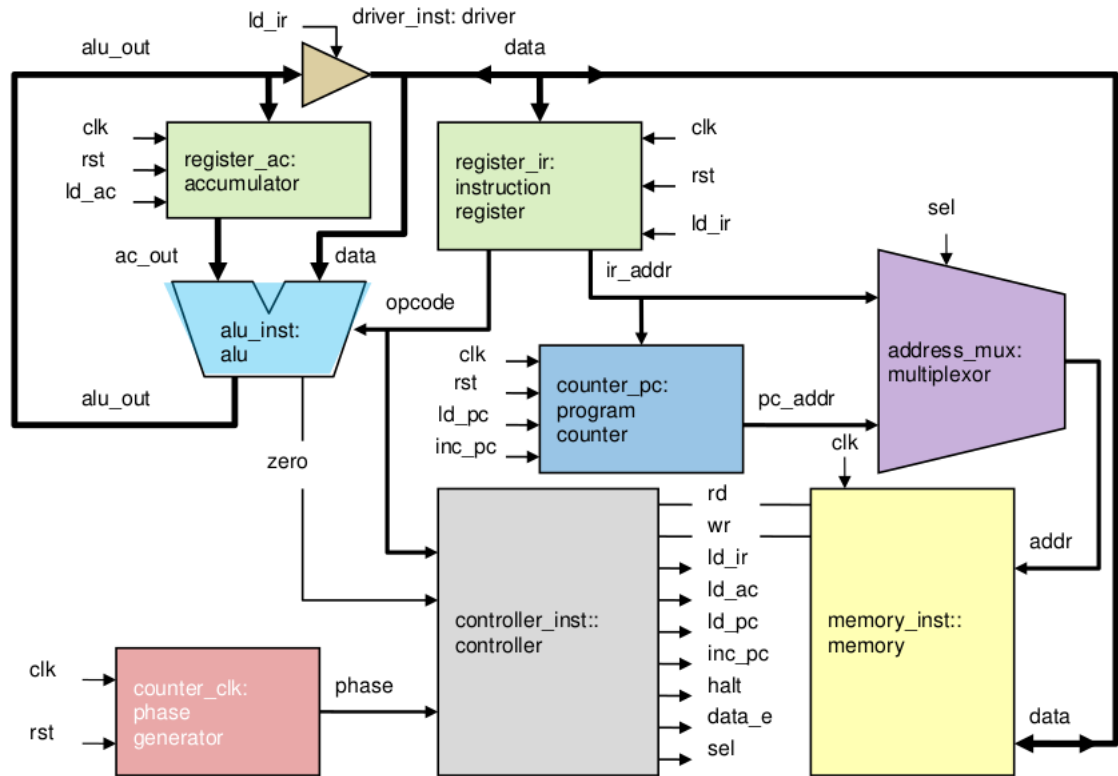 ld_ir
driver_inst: driver
alu_out
data
clk
rst
ld_ac
register_ac:
accumulator
register_ir:
instruction
register
clk
rst
ld_ir
sel
ac_out
data
opcode
ir_addr
alu_inst:
alu
address_mux:
multiplexor
clk
rst
ld_pc
inc_pc
counter_pc:
program
counter
pc_addr
alu_out
zero
clk
rd
wr
ld_ir
ld_ac
ld_pc
inc_pc
halt
data_e
sel
addr
controller_inst::
controller
memory_inst::
memory
clk
rst
counter_clk:
phase
generator
phase
data